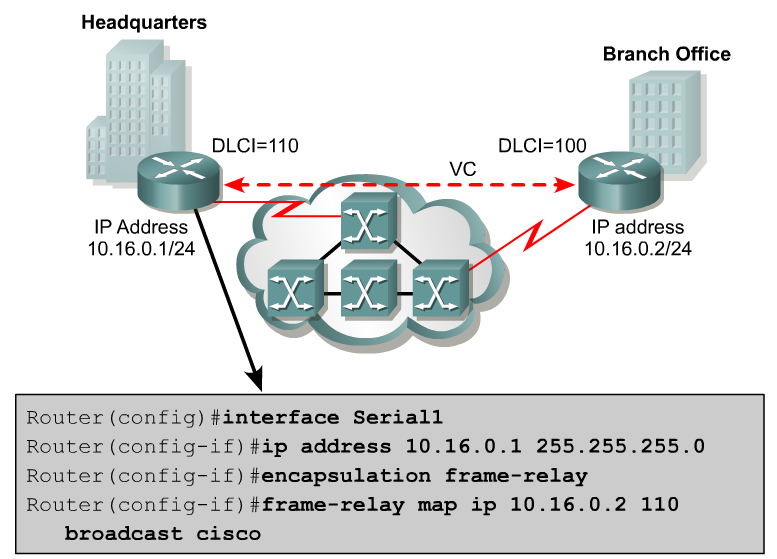 Headquarters
Branch Office
DLCI=110
DLCI=100
VC
IP Address
10.16.0.1/24
IP address
10.16.0.2/24
Router(config)#interface Serial1
Router(config-if)#ip address 10.16.0.1 255.255.255.0
Router(config-if)#encapsulation frame-relay
Router(config-if)#frame-relay map ip 10.16.0.2 110
broadcast cisco